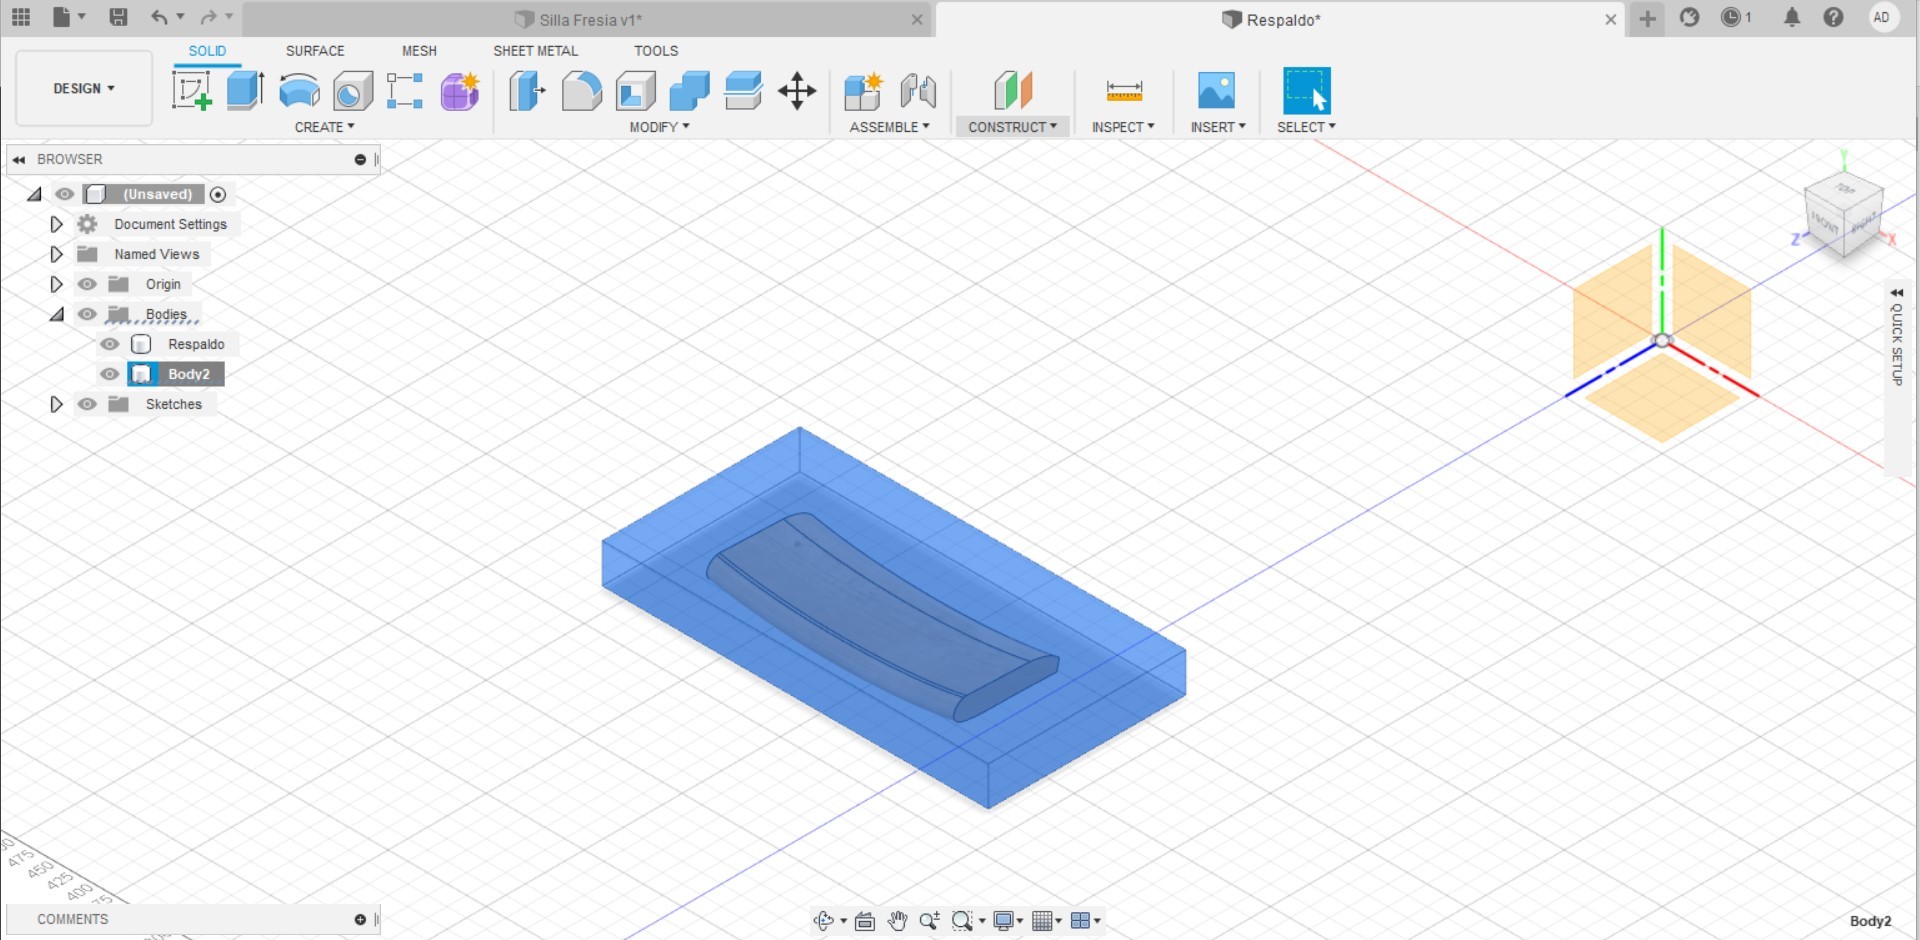 Silla Fresia v1*
Respaldo*
1
AD
DESIGN
SOLID
SURFACE
MESH
SHEET METAL
TOOLS
CREATE
MODIFY
ASSEMBLE
CONSTRUCT
INSPECT
INSERT
SELECT
BROWSER
(Unsaved)
Document Settings
Named Views
Origin
Bodies
Respaldo
Body2
Sketches
Y
TOP
FRONT
RIGHT
Z
X
QUICK SETUP
475
450
425
400
COMMENTS
Body2